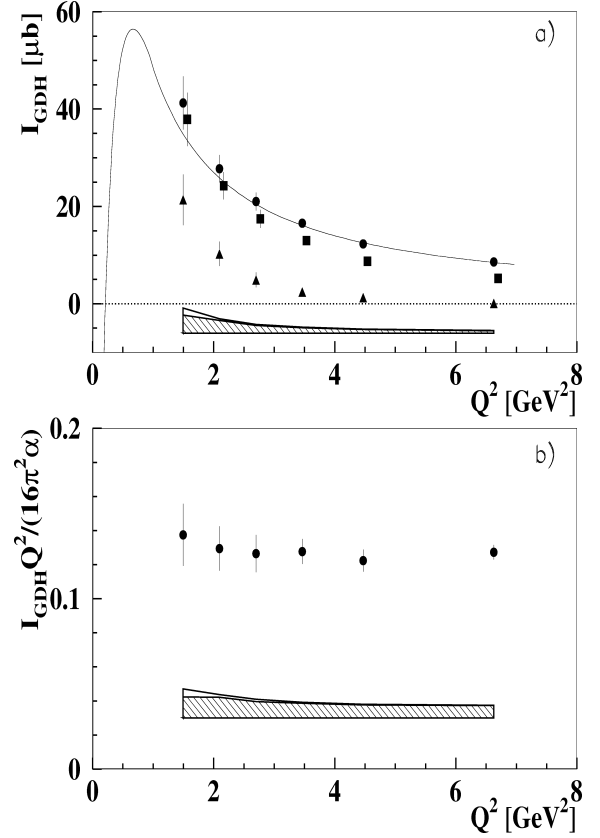 I_GDH [μb]
a)
60
40
20
0
0 2 4 6 8
Q² [GeV²]
I_GDH Q²/(16π²α)
b)
0.2
0.1
0
0 2 4 6 8
Q² [GeV²]